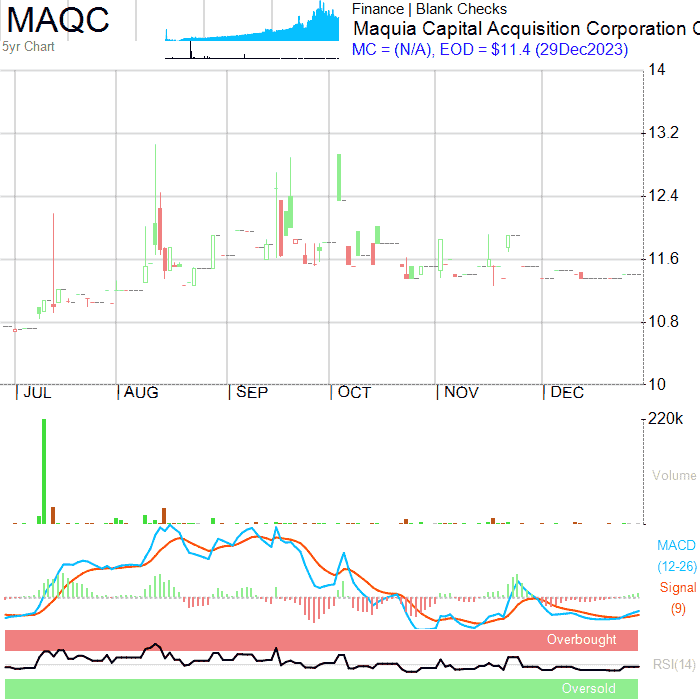 MAQC
5yr Chart
Finance | Blank Checks
Maquia Capital Acquisition Corporation C
MC = (N/A), EOD = $11.4 (29Dec2023)
14
13.2
12.4
11.6
10.8
10
JUL AUG SEP OCT NOV DEC
220k
Volume
MACD
(12-26)
Signal
(9)
Overbought
RSI(14)
Oversold